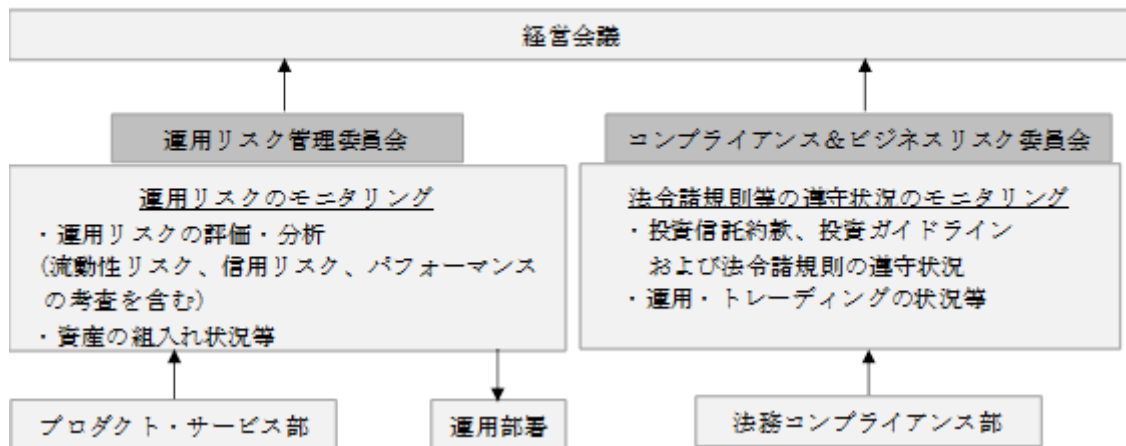 経営会議
運用リスク管理委員会
運用リスクのモニタリング
・運用リスクの評価・分析
(流動性リスク、信用リスク、パフォーマンス
の考査を含む)
・資産の組入れ状況等
コンプライアンス＆ビジネスリスク委員会
法令諸規則等の遵守状況のモニタリング
・投資信託約款、投資ガイドライン
および法令諸規則の遵守状況
・運用・トレーディングの状況等
プロダクト・サービス部
運用部署
法務コンプライアンス部